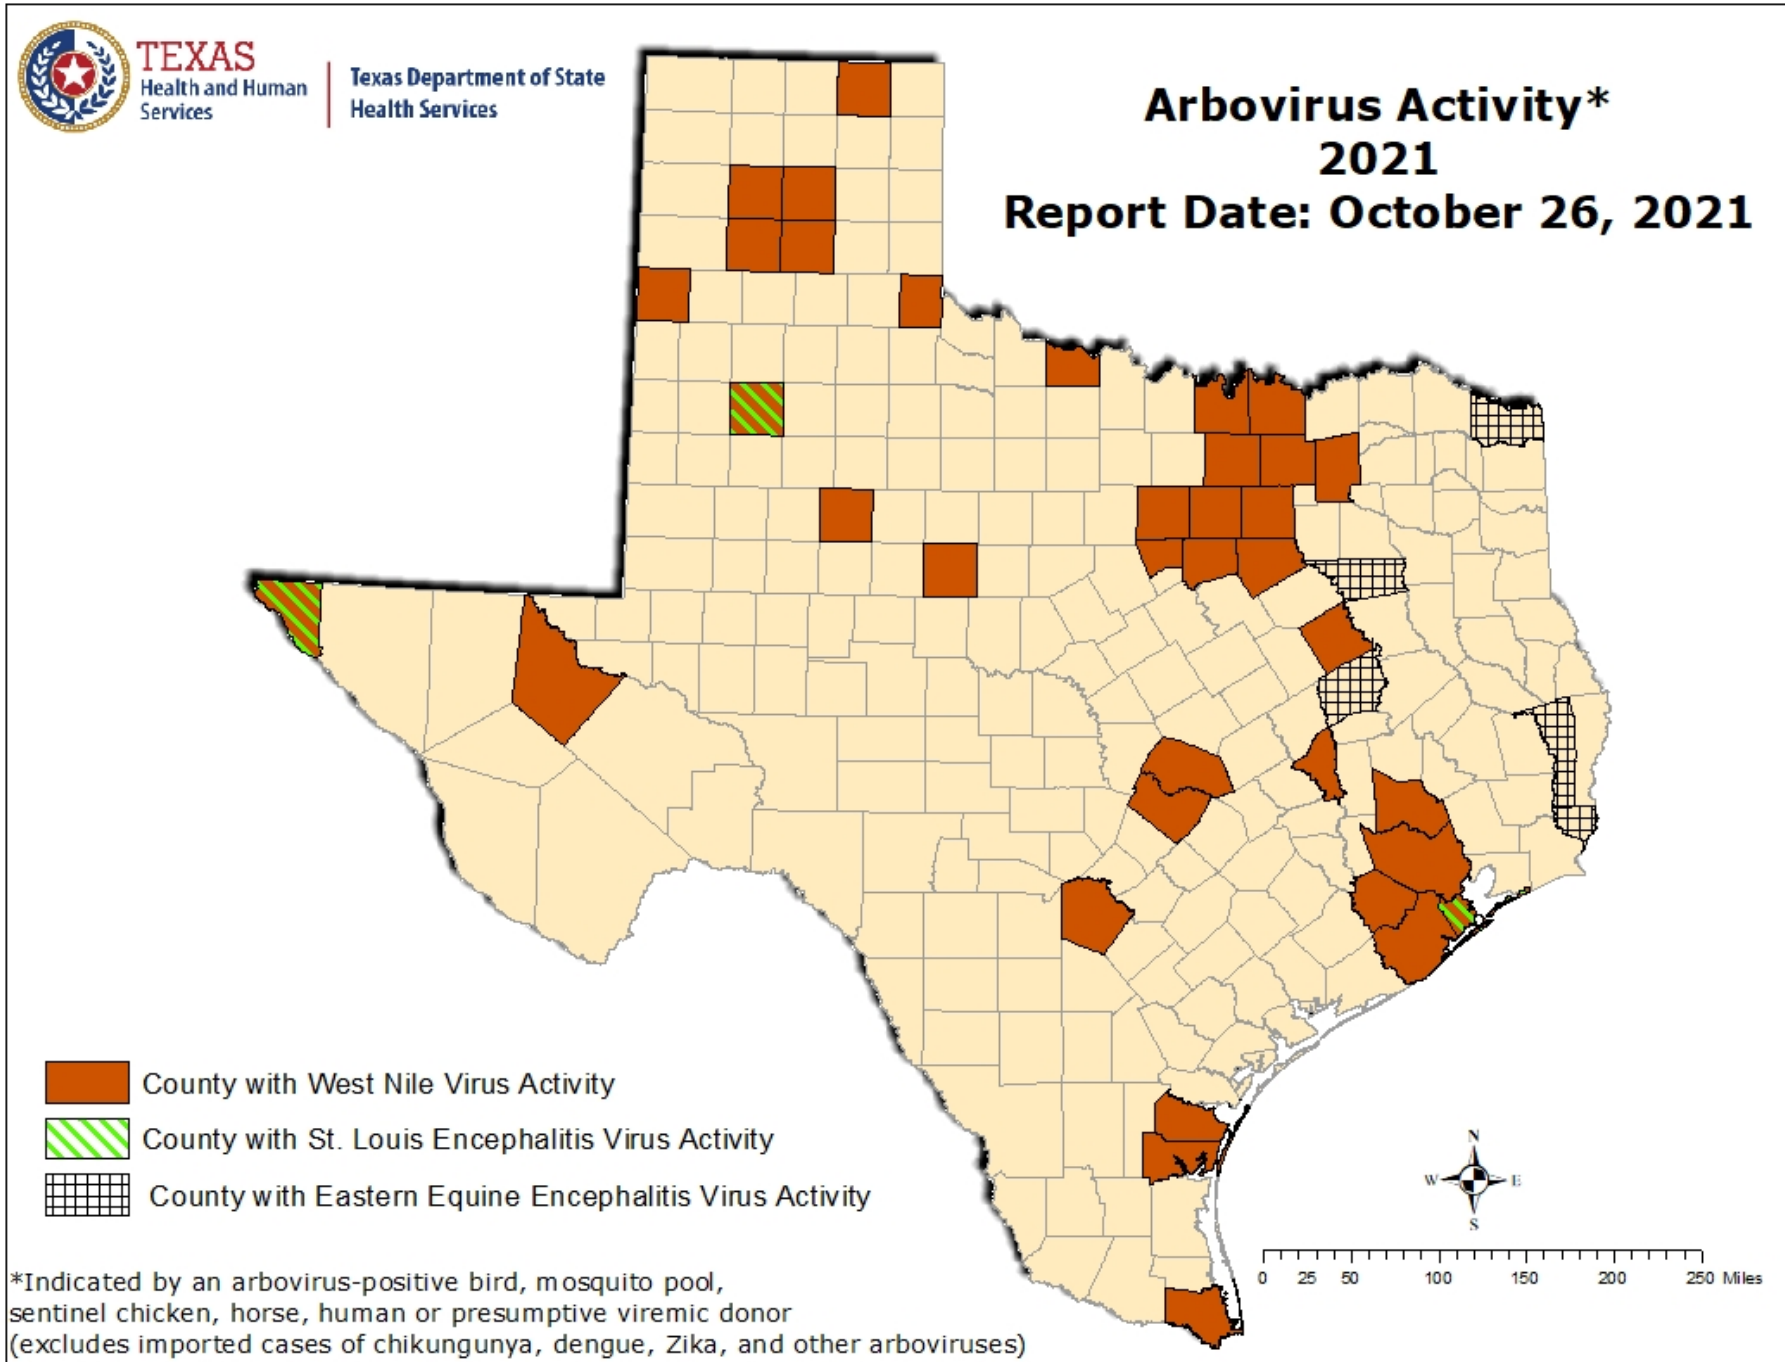 TEXAS
Health and Human
Services
Texas Department of State
Health Services
Arbovirus Activity*
2021
Report Date: October 26, 2021
County with West Nile Virus Activity
County with St. Louis Encephalitis Virus Activity
County with Eastern Equine Encephalitis Virus Activity
*Indicated by an arbovirus-positive bird, mosquito pool,
sentinel chicken, horse, human or presumptive viremic donor
(excludes imported cases of chikungunya, dengue, Zika, and other arboviruses)
N
W E
S
0 25 50 100 150 200 250 Miles